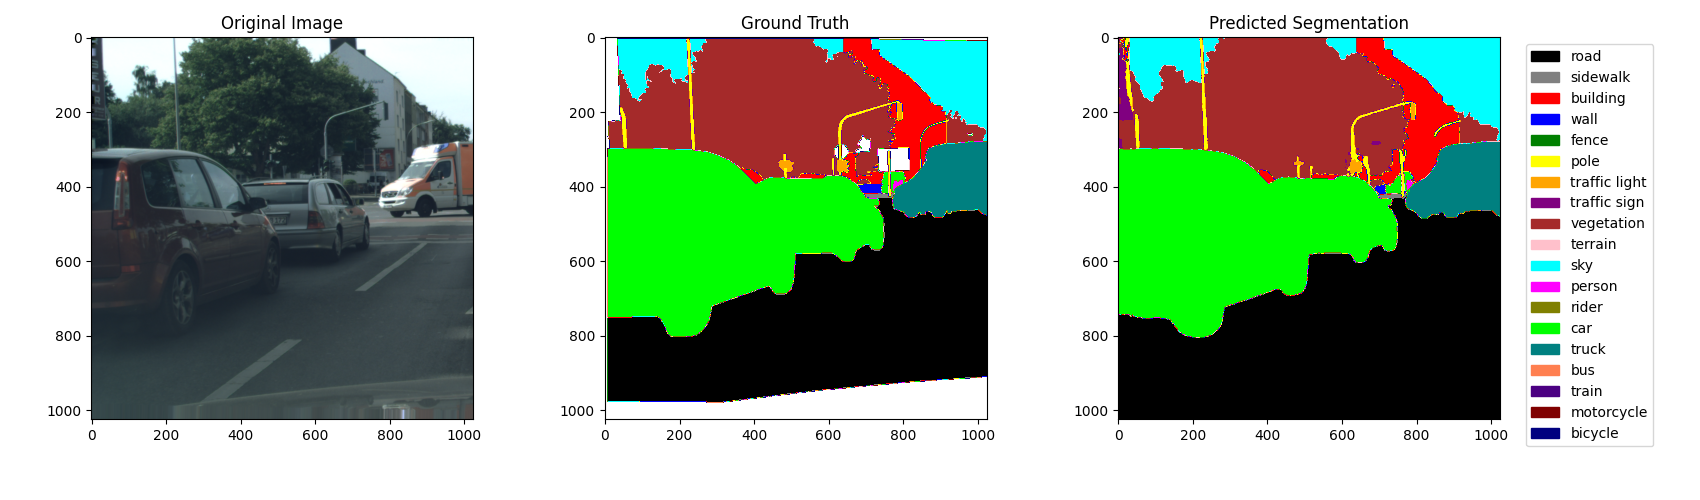 Original Image
Ground Truth
Predicted Segmentation
0
200
400
600
800
1000
0
200
400
600
800
1000
0
200
400
600
800
1000
0
200
400
600
800
1000
0
200
400
600
800
1000
0
200
400
600
800
1000
road
sidewalk
building
wall
fence
pole
traffic light
traffic sign
vegetation
terrain
sky
person
rider
car
truck
bus
train
motorcycle
bicycle